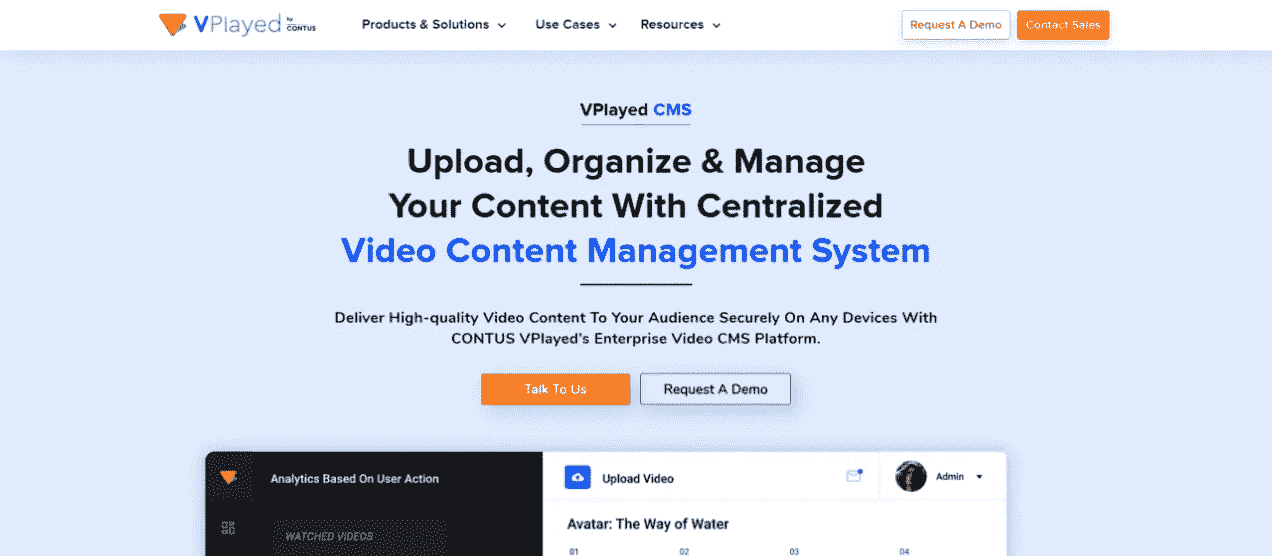 VPlayed by CONTUS
Products & Solutions
Use Cases
Resources
Request A Demo
Contact Sales
VPlayed CMS
Upload, Organize & Manage
Your Content With Centralized
Video Content Management System
Deliver High-quality Video Content To Your Audience Securely On Any Devices With
CONTUS VPlayed's Enterprise Video CMS Platform.
Talk To Us
Request A Demo
Analytics Based On User Action
Upload Video
Admin
WATCHED VIDEOS
Avatar: The Way of Water
01
02
03
04